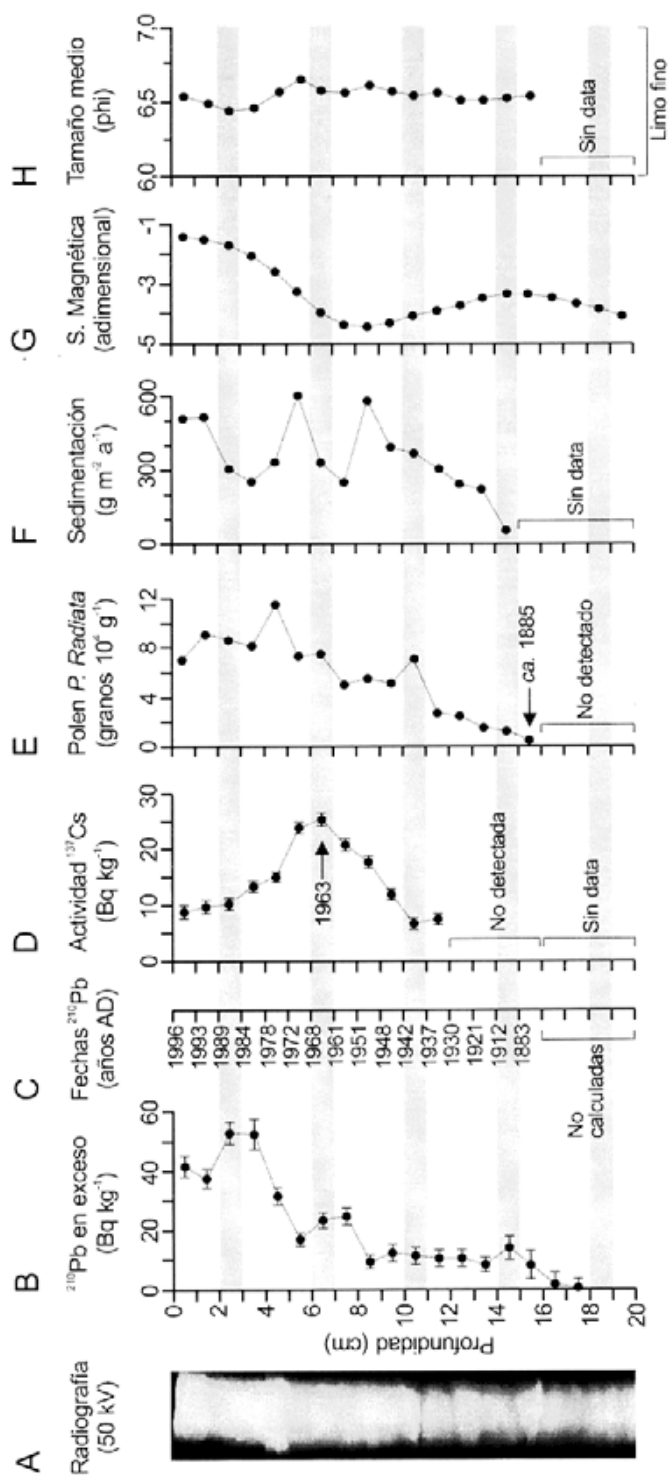 A
Radiografía
(50 kV)
B
²¹⁰Pb en exceso
(Bq kg⁻¹)
0 20 40 60
Profundidad (cm)
0
2
4
6
8
10
12
14
16
18
20
C
Fechas ²¹⁰Pb
(años AD)
1996
1993
1989
1984
1978
1972
1968
1961
1951
1948
1942
1937
1930
1921
1912
1883
No
calculadas
D
Actividad ¹³⁷Cs
(Bq kg⁻¹)
0 10 20 30
1963
No detectada
Sin data
E
Polen P. Radiata
(granos 10⁴ g⁻¹)
0 4 8 12
ca. 1885
No detectado
F
Sedimentación
(g m⁻² a⁻¹)
0 300 600
Sin data
G
S. Magnética
(adimensional)
-5 -3 -1
H
Tamaño medio
(phi)
6,0 6,5 7,0
Sin data
Limo fino